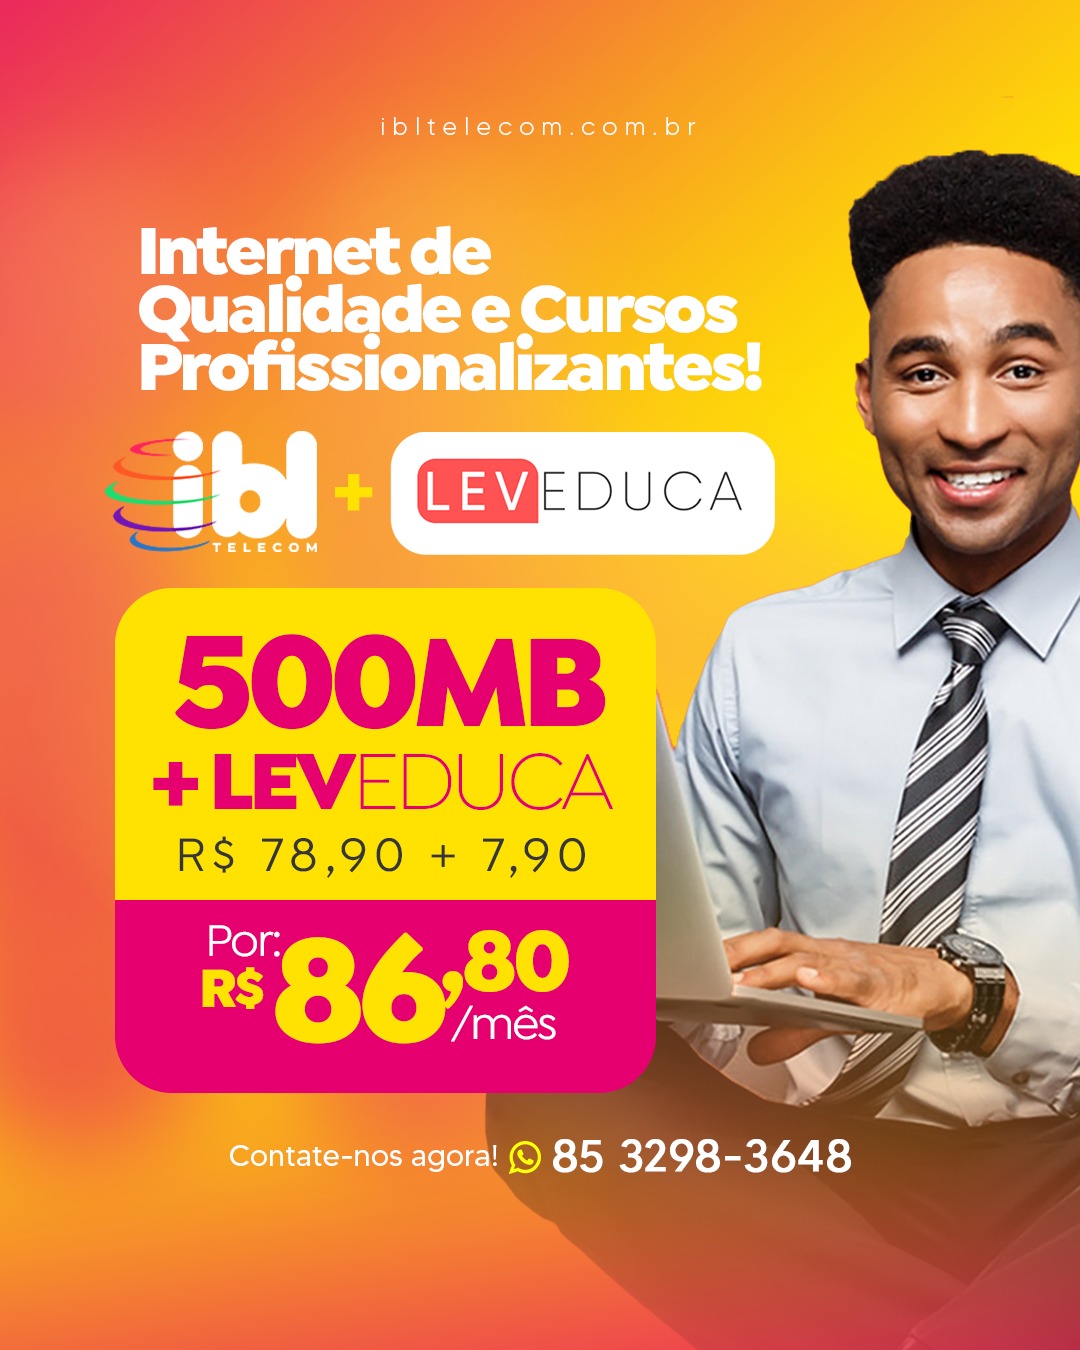 ibltelecom.com.br
Internet de
Qualidade e Cursos
Profissionalizantes!
ibl
TELECOM
+
LEVEDUCA
500MB
+ LEVEDUCA
R$ 78,90 + 7,90
Por:
R$ 86,80
/mês
Contate-nos agora! 85 3298-3648